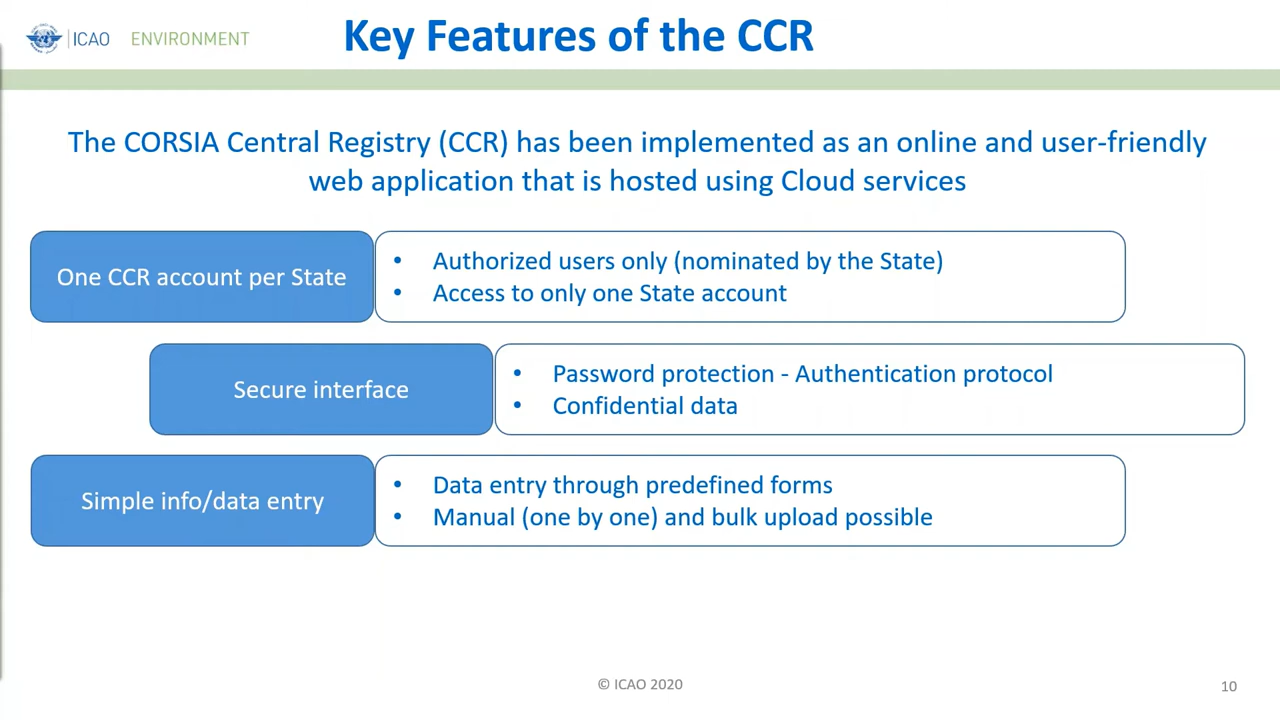 ICAO ENVIRONMENT
Key Features of the CCR
The CORSIA Central Registry (CCR) has been implemented as an online and user-friendly
web application that is hosted using Cloud services
One CCR account per State
• Authorized users only (nominated by the State)
• Access to only one State account
Secure interface
• Password protection - Authentication protocol
• Confidential data
Simple info/data entry
• Data entry through predefined forms
• Manual (one by one) and bulk upload possible
© ICAO 2020
10